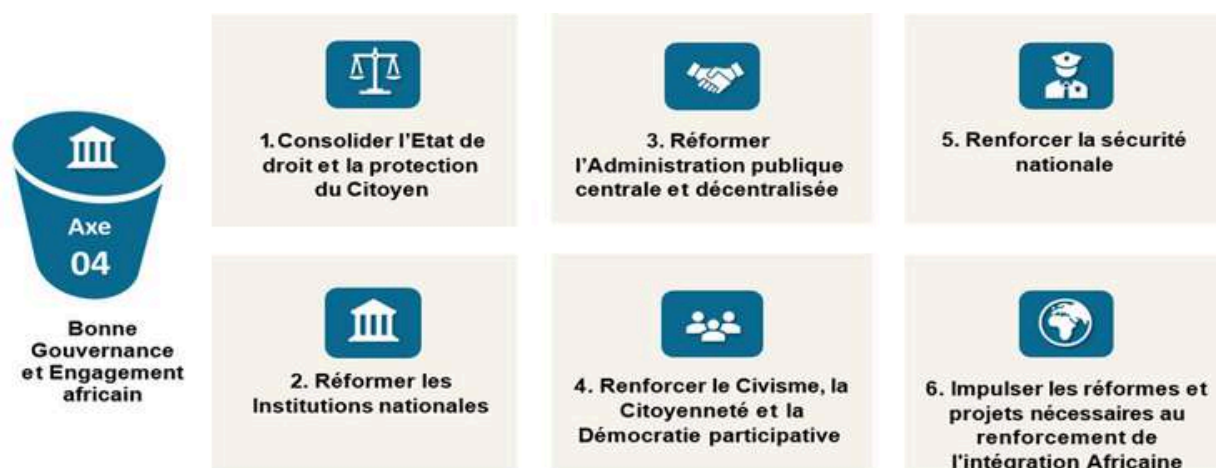 Axe
04
Bonne
Gouvernance
et Engagement
africain
1.Consolider l'Etat de
droit et la protection
du Citoyen
2. Réformer les
Institutions nationales
3. Réformer
l'Administration publique
centrale et décentralisée
4. Renforcer le Civisme, la
Citoyenneté et la
Démocratie participative
5. Renforcer la sécurité
nationale
6. Impulser les réformes et
projets nécessaires au
renforcement de
l'intégration Africaine